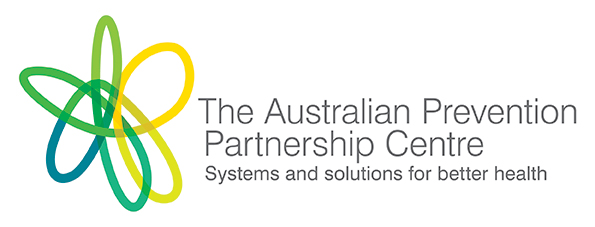 The Australian Prevention
Partnership Centre
Systems and solutions for better health